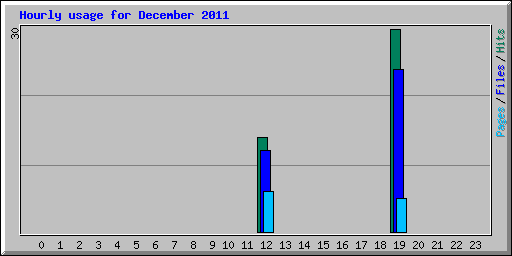 Hourly usage for December 2011
30
Pages/Files/Hits
0 1 2 3 4 5 6 7 8 9 10 11 12 13 14 15 16 17 18 19 20 21 22 23